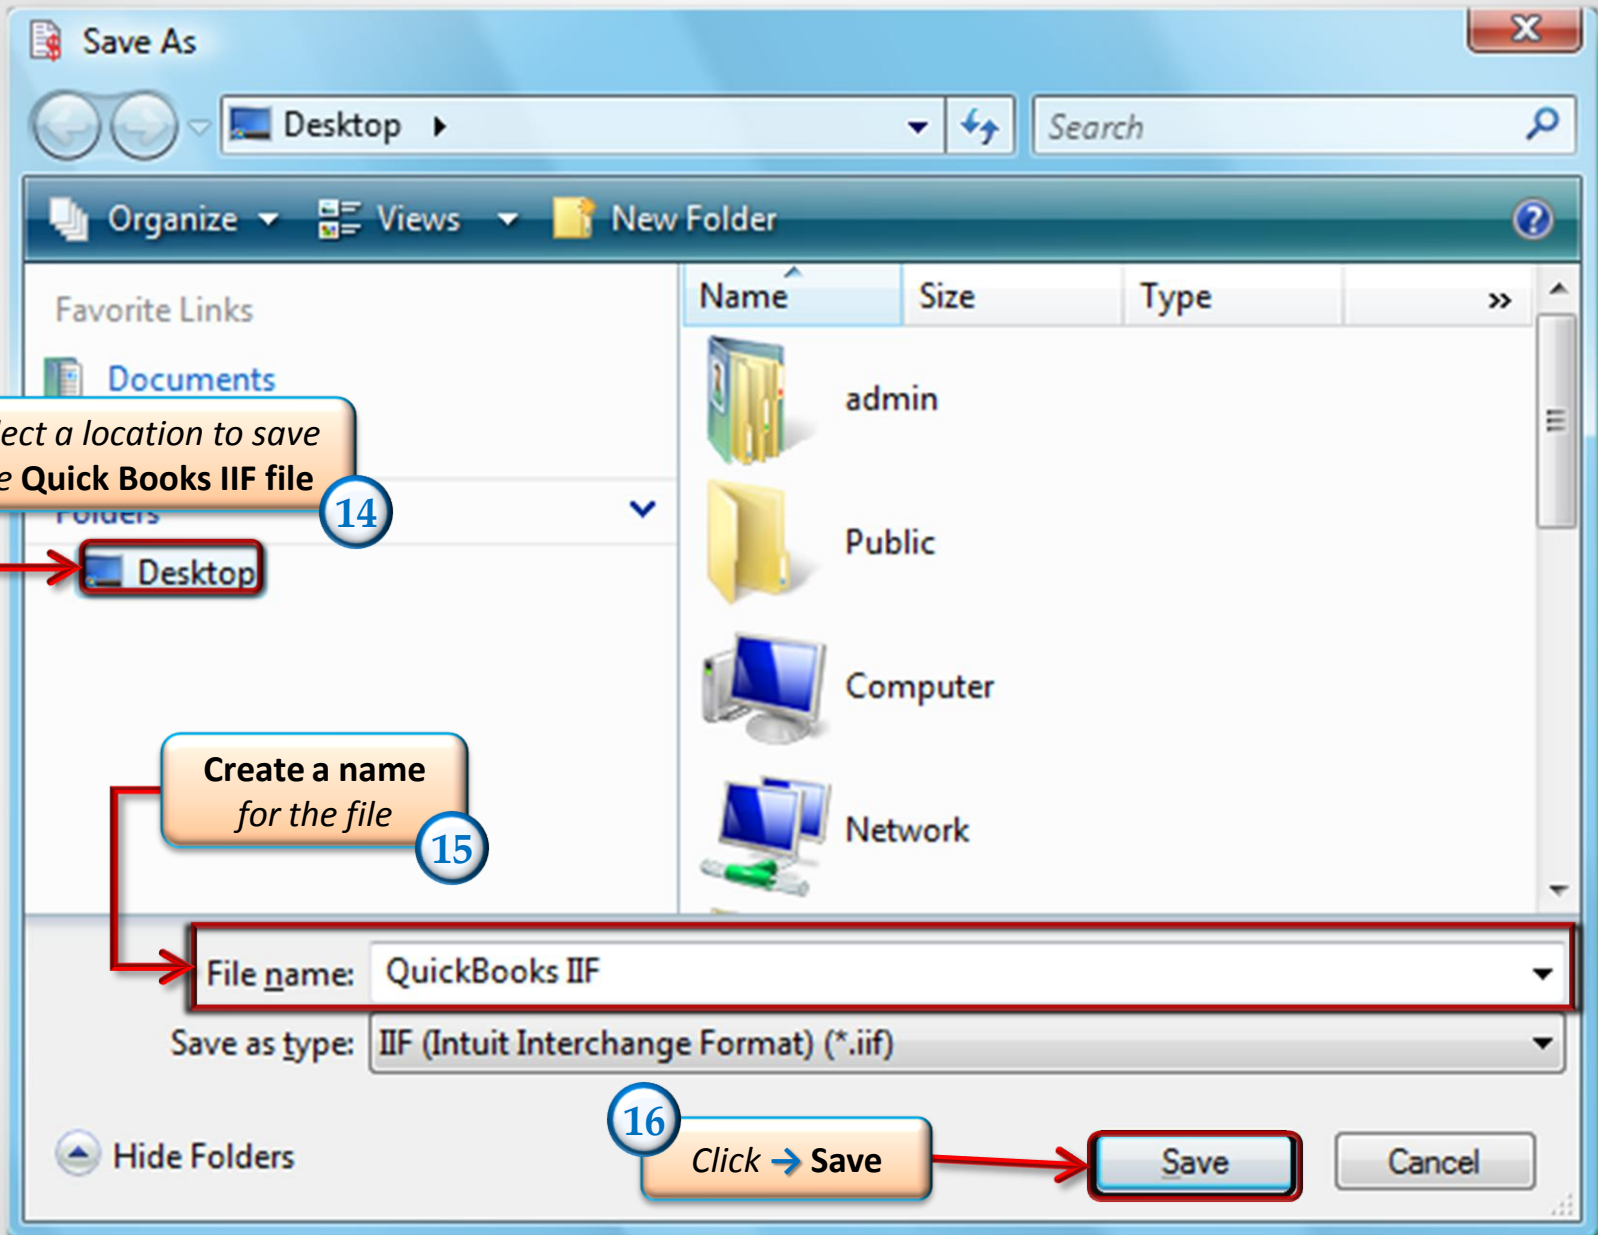 Save As
X
Desktop
Search
Organize
Views
New Folder
?
Favorite Links
Name
Size
Type
»
Documents
admin
lect a location to save
e Quick Books IIF file
14
Folders
Public
Desktop
Computer
Create a name
for the file
15
Network
File name: QuickBooks IIF
Save as type: IIF (Intuit Interchange Format) (*.iif)
16
Hide Folders
Click → Save
Save
Cancel